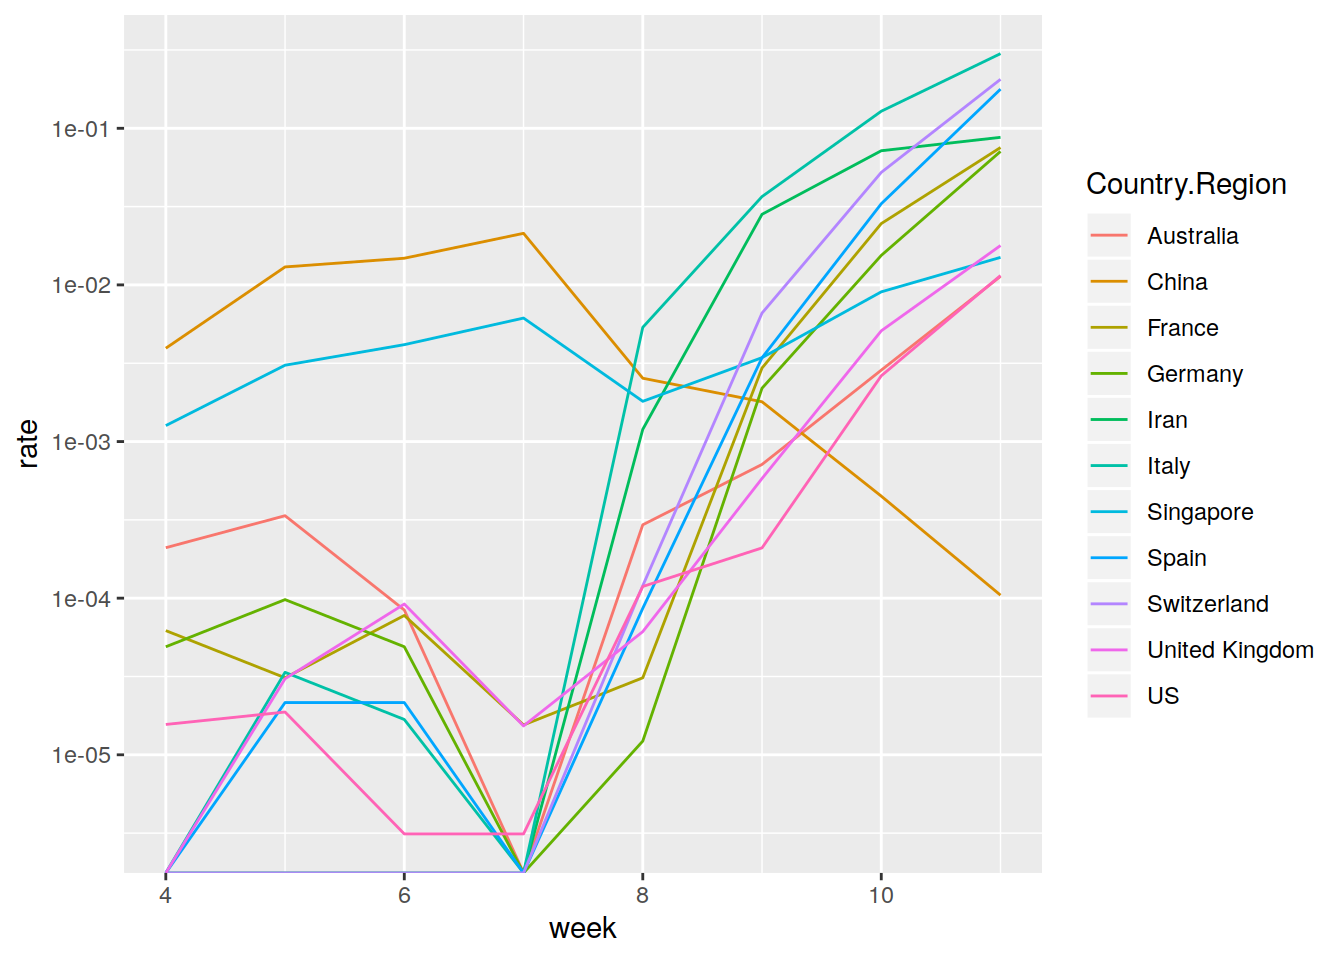 1e-01
1e-02
1e-03
1e-04
1e-05
rate
4 6 8 10
week
Country.Region
Australia
China
France
Germany
Iran
Italy
Singapore
Spain
Switzerland
United Kingdom
US